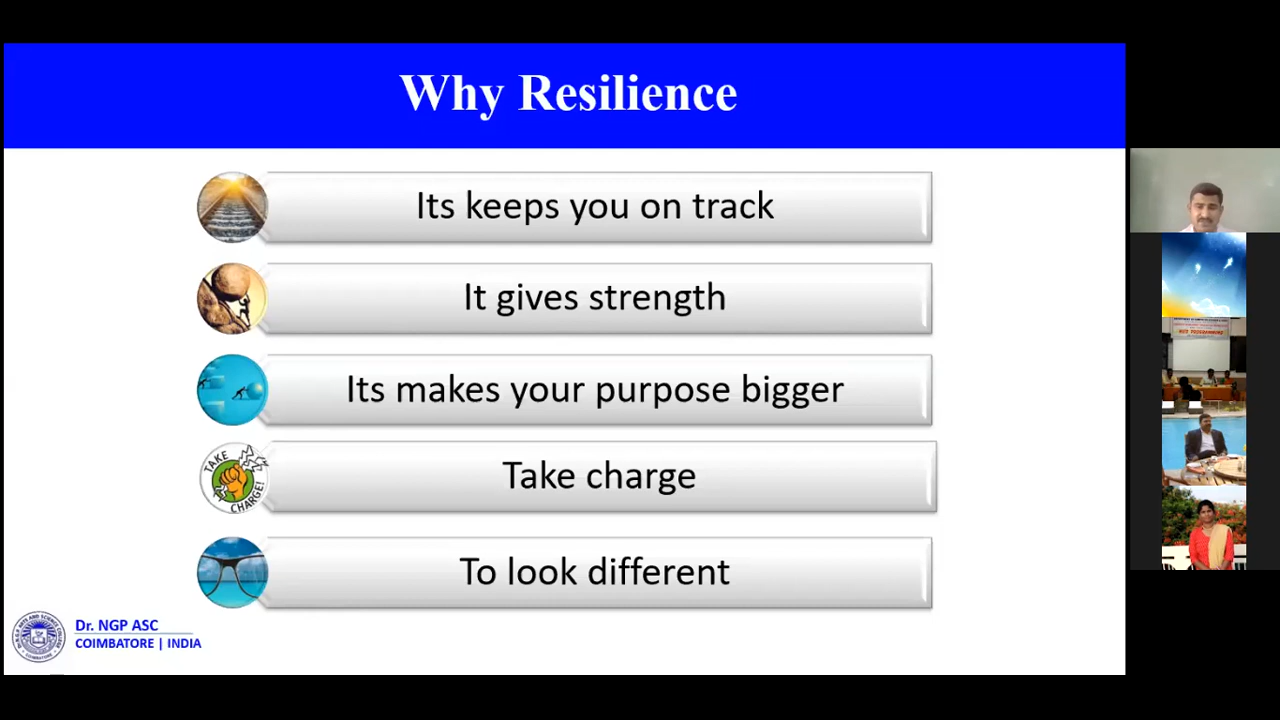 Why Resilience
Its keeps you on track
It gives strength
Its makes your purpose bigger
TAKE
CHARGE!
Take charge
To look different
Dr. NGP ASC
COIMBATORE | INDIA